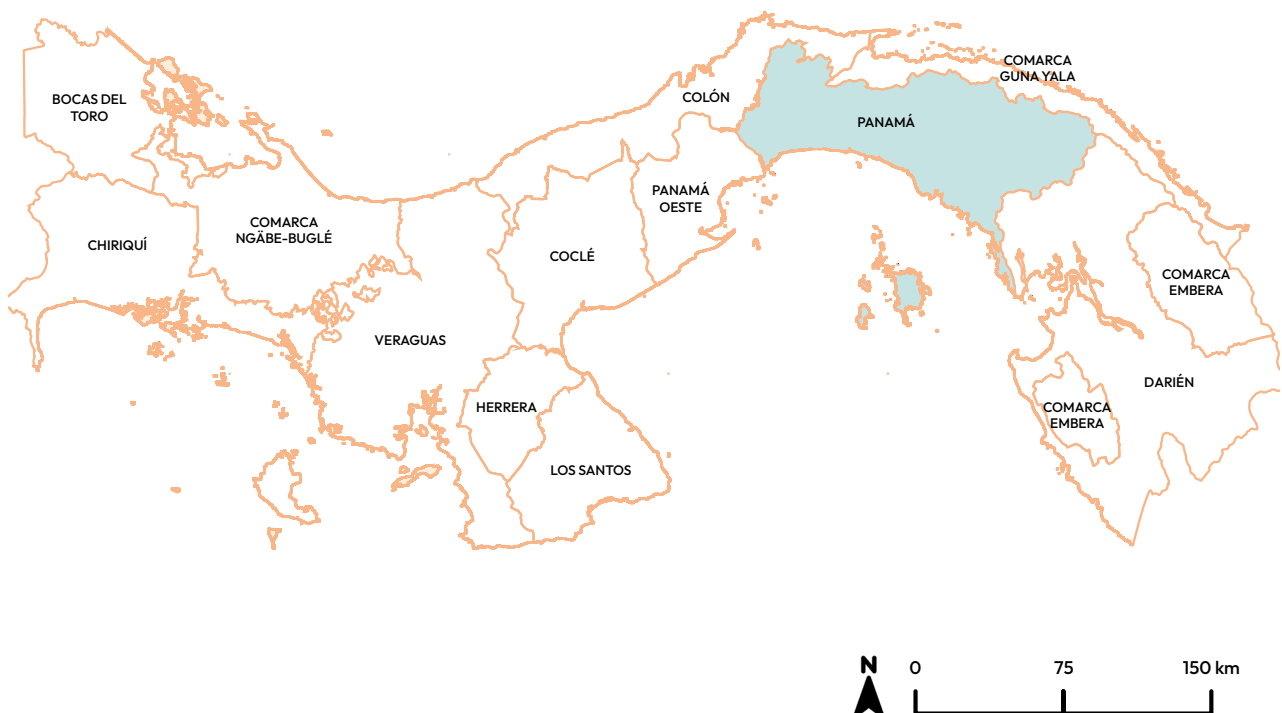 COMARCA
GUNA YALA
BOCAS DEL
TORO
COLÓN
PANAMÁ
PANAMÁ
OESTE
COMARCA
NGÄBE-BUGLÉ
CHIRIQUÍ
COCLÉ
COMARCA
EMBERA
VERAGUAS
DARIÉN
HERRERA
COMARCA
EMBERA
LOS SANTOS
N 0 75 150 km